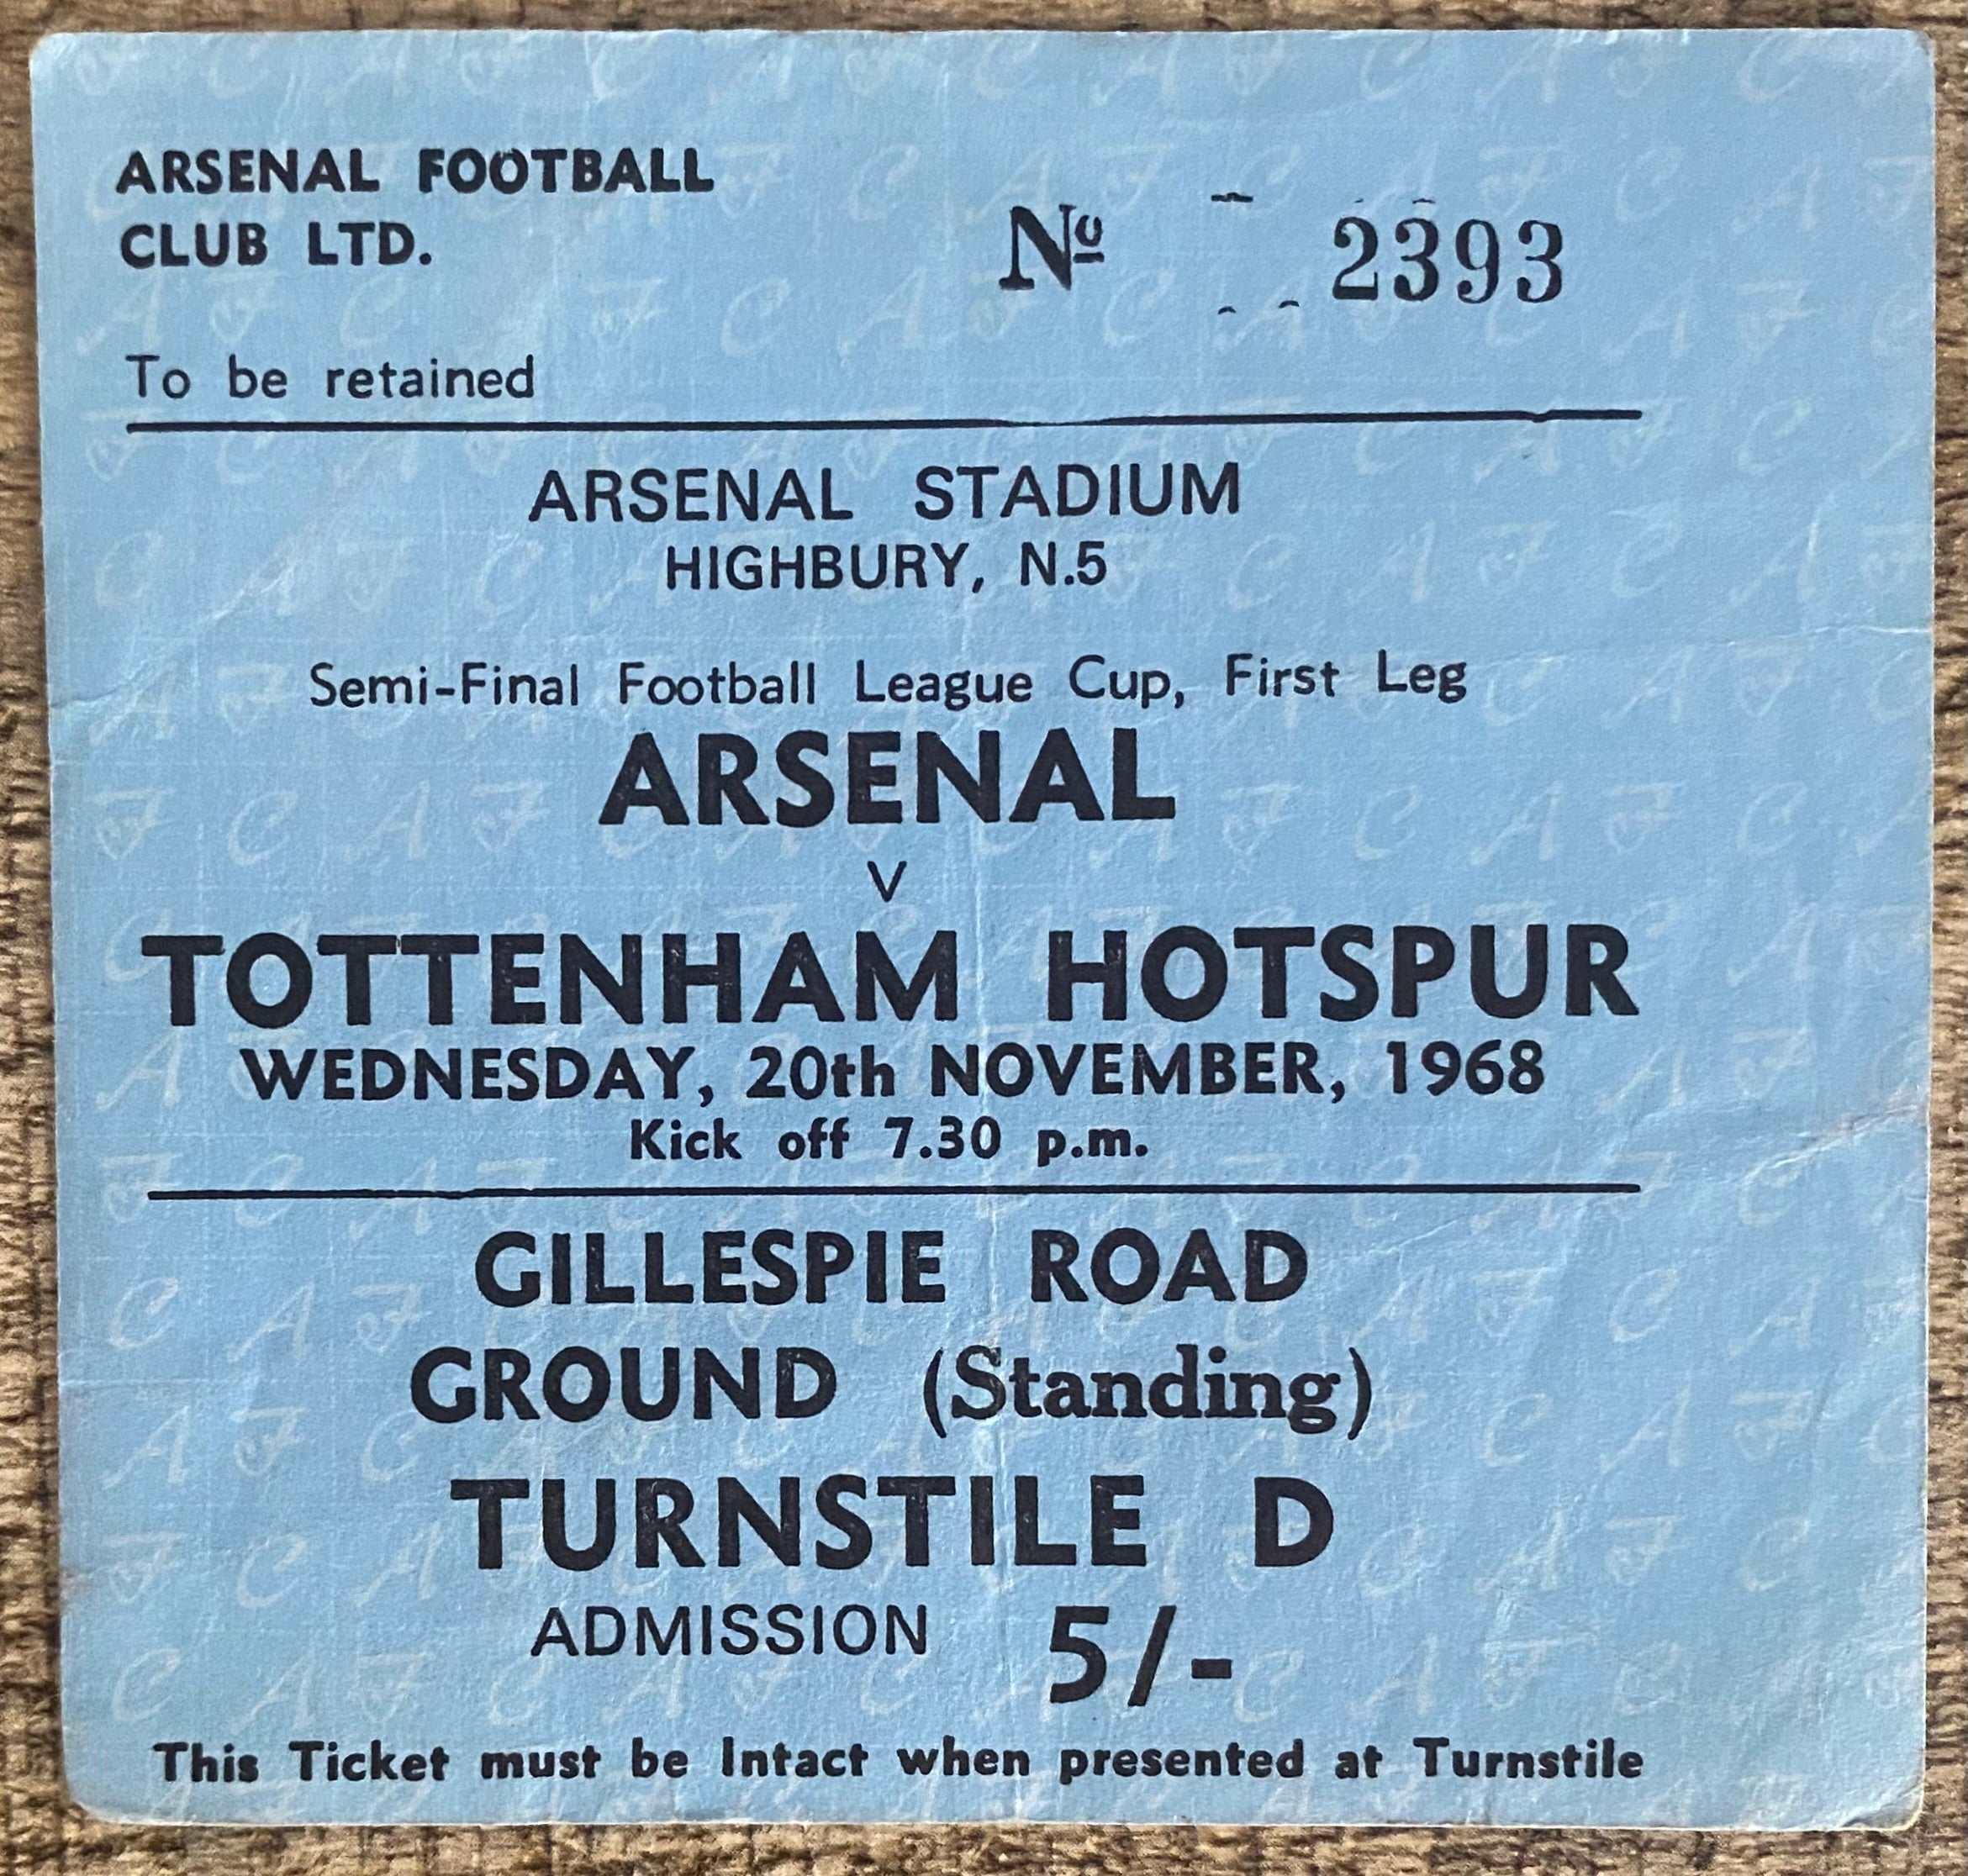 ARSENAL FOOTBALL
CLUB LTD.
Nº 2393
To be retained
ARSENAL STADIUM
HIGHBURY, N.5
Semi-Final Football League Cup, First Leg
ARSENAL
v
TOTTENHAM HOTSPUR
WEDNESDAY, 20th NOVEMBER, 1968
Kick off 7.30 p.m.
GILLESPIE ROAD
GROUND (Standing)
TURNSTILE D
ADMISSION 5/-
This Ticket must be Intact when presented at Turnstile